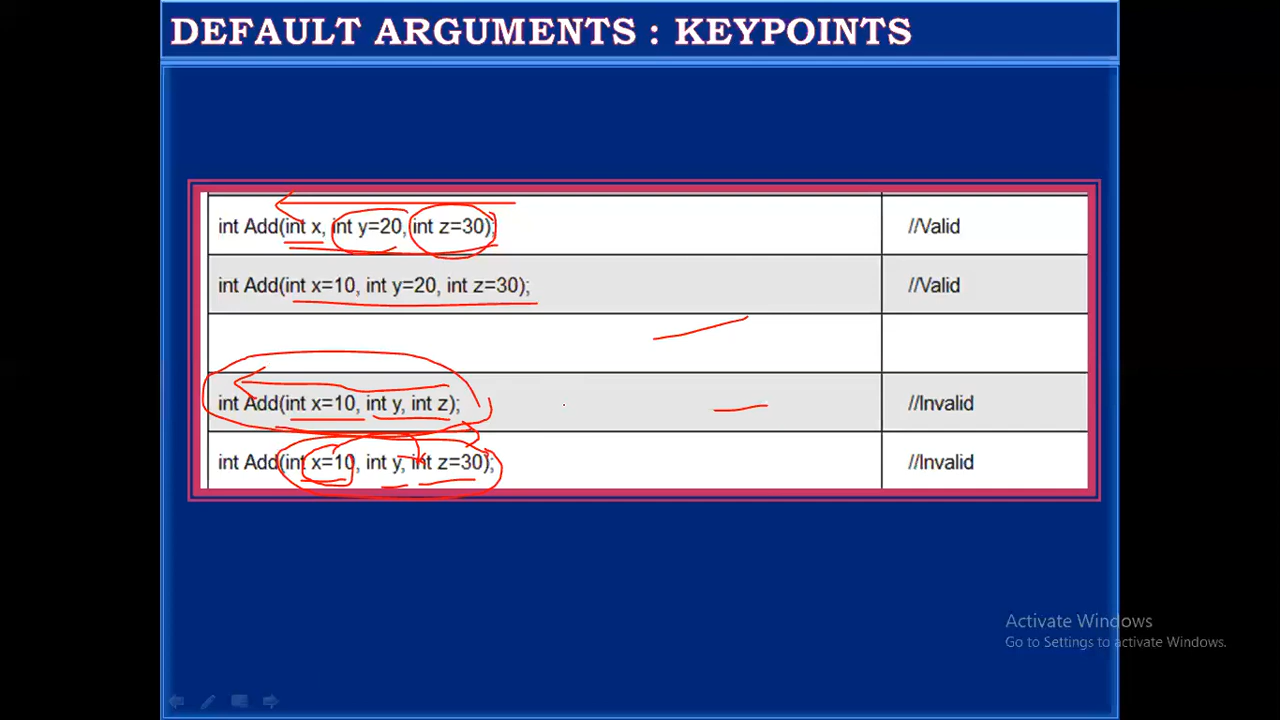 DEFAULT ARGUMENTS : KEYPOINTS
int Add(int x, int y=20, int z=30); //Valid
int Add(int x=10, int y=20, int z=30); //Valid
int Add(int x=10, int y, int z); //Invalid
int Add(int x=10, int y, int z=30); //Invalid
Activate Windows
Go to Settings to activate Windows.